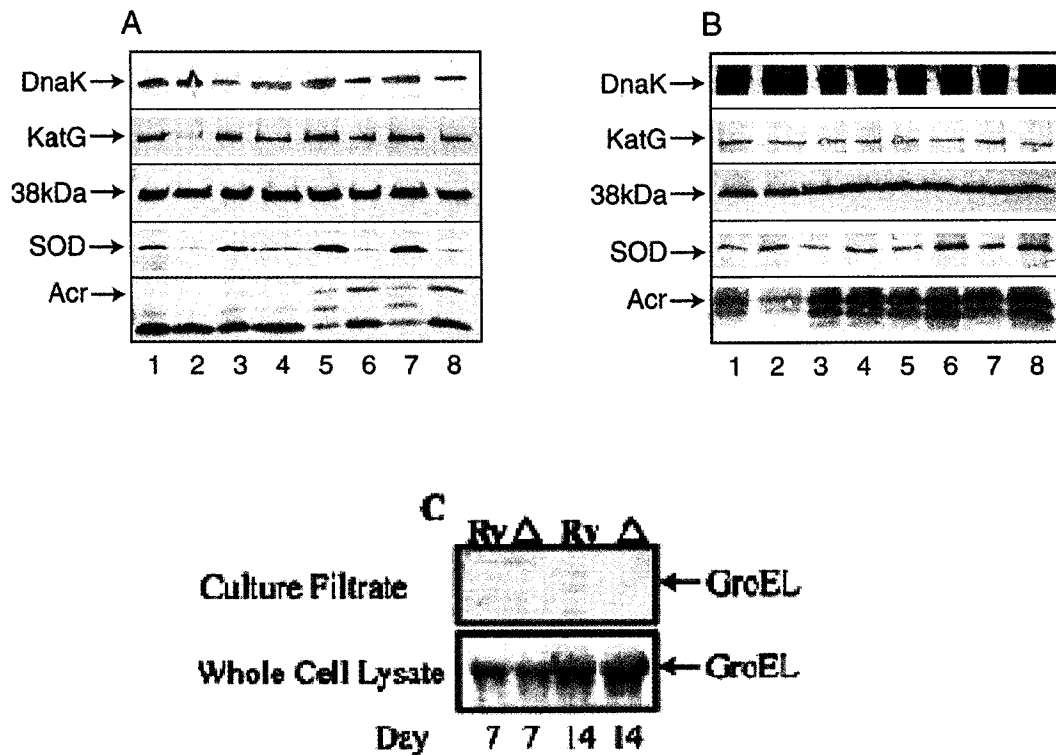 A
DnaK
KatG
38kDa
SOD
Acr
1 2 3 4 5 6 7 8
B
DnaK
KatG
38kDa
SOD
Acr
1 2 3 4 5 6 7 8
C
Rv △ Rv △
Culture Filtrate GroEL
Whole Cell Lysate GroEL
Day 7 7 14 14